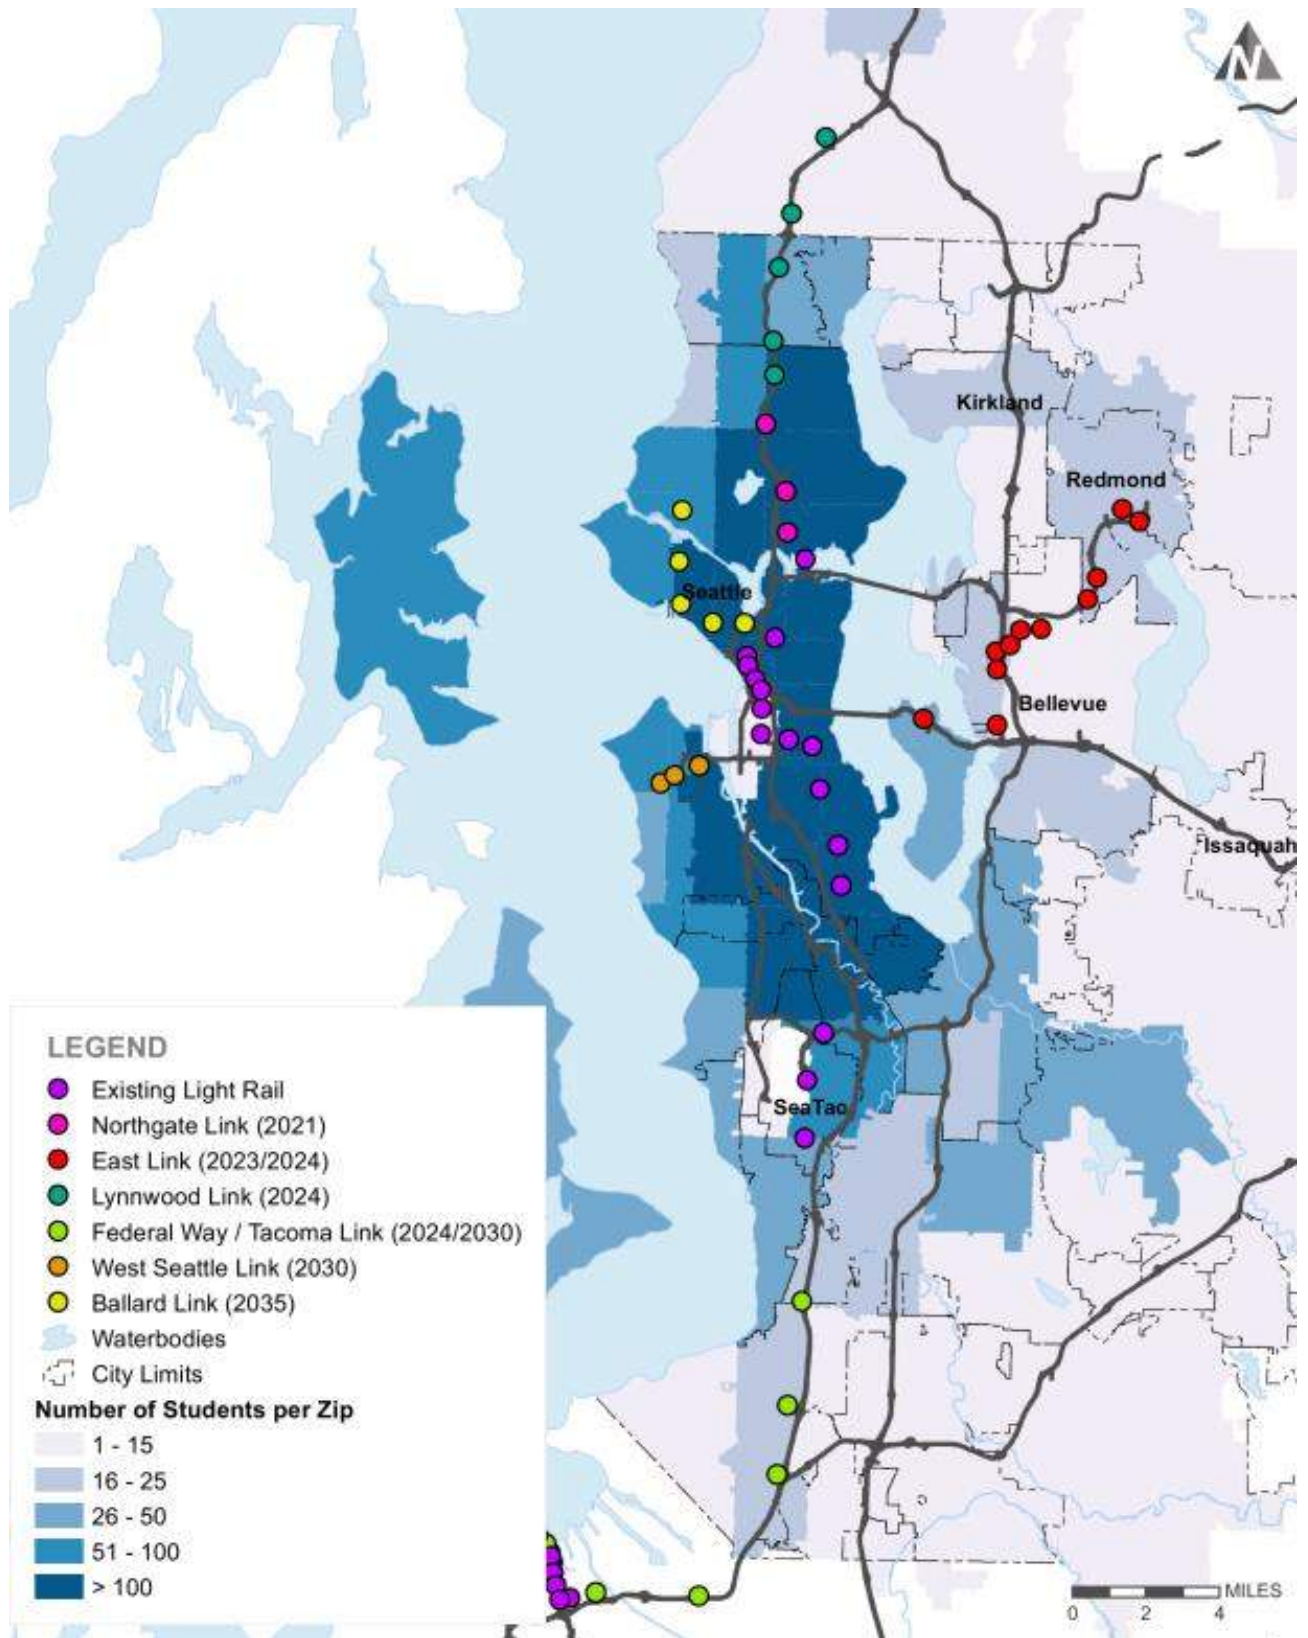 N
Kirkland
Redmond
Seattle
Bellevue
Issaquah
SeaTac
LEGEND
Existing Light Rail
Northgate Link (2021)
East Link (2023/2024)
Lynnwood Link (2024)
Federal Way / Tacoma Link (2024/2030)
West Seattle Link (2030)
Ballard Link (2035)
Waterbodies
City Limits
Number of Students per Zip
1 - 15
16 - 25
26 - 50
51 - 100
> 100
MILES
0 2 4